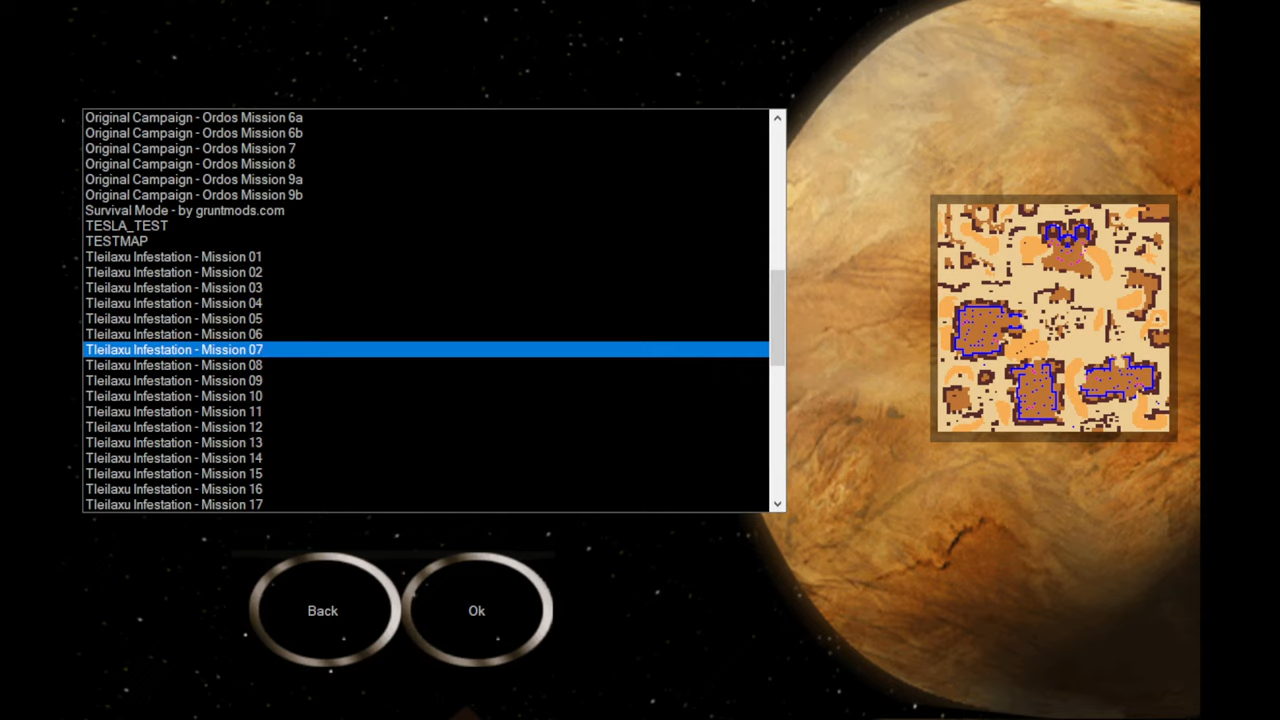 Original Campaign - Ordos Mission 6a
Original Campaign - Ordos Mission 6b
Original Campaign - Ordos Mission 7
Original Campaign - Ordos Mission 8
Original Campaign - Ordos Mission 9a
Original Campaign - Ordos Mission 9b
Survival Mode - by gruntmods.com
TESLA_TEST
TESTMAP
Tleilaxu Infestation - Mission 01
Tleilaxu Infestation - Mission 02
Tleilaxu Infestation - Mission 03
Tleilaxu Infestation - Mission 04
Tleilaxu Infestation - Mission 05
Tleilaxu Infestation - Mission 06
Tleilaxu Infestation - Mission 07
Tleilaxu Infestation - Mission 08
Tleilaxu Infestation - Mission 09
Tleilaxu Infestation - Mission 10
Tleilaxu Infestation - Mission 11
Tleilaxu Infestation - Mission 12
Tleilaxu Infestation - Mission 13
Tleilaxu Infestation - Mission 14
Tleilaxu Infestation - Mission 15
Tleilaxu Infestation - Mission 16
Tleilaxu Infestation - Mission 17
Back
Ok